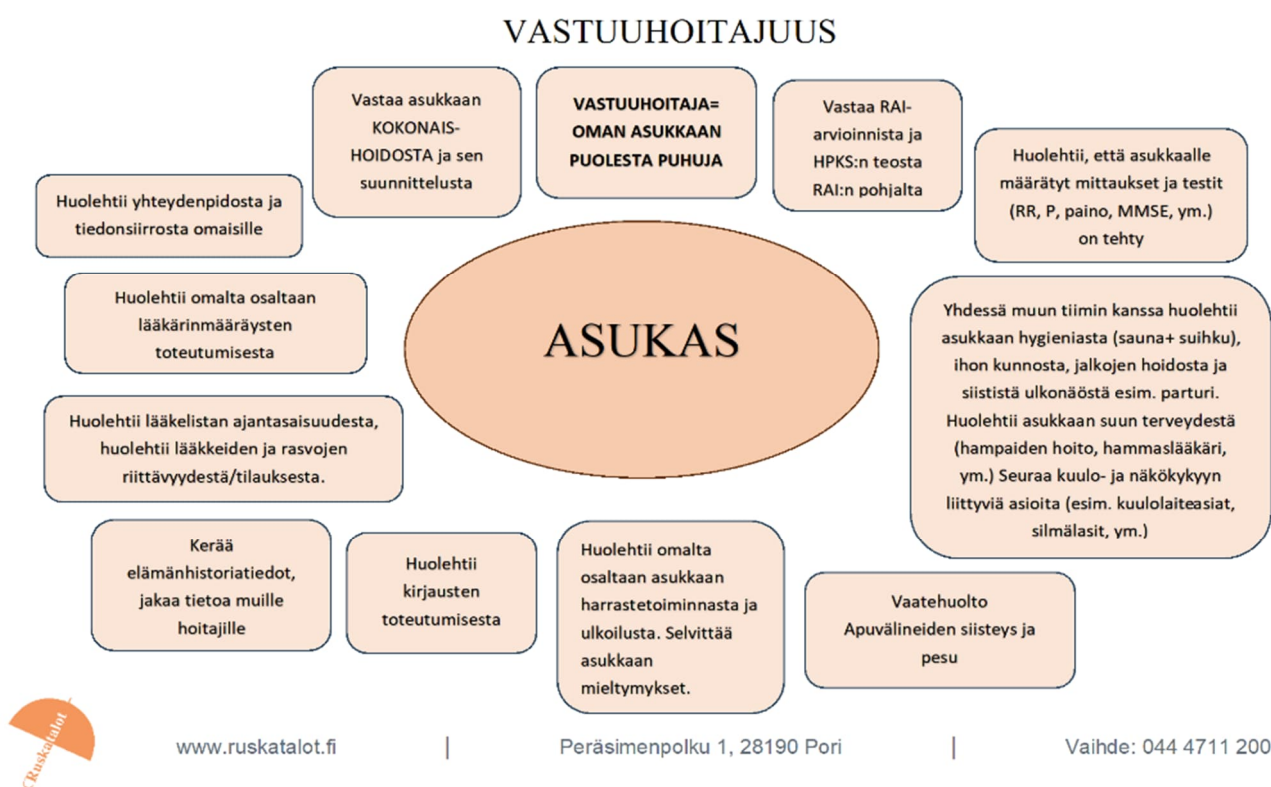 VASTUUHOITAJUUS
Vastaa asukkaan
KOKONAIS-
HOIDOSTA ja sen
suunnittelusta
VASTUUHOITAJA=
OMAN ASUKKAAN
PUOLESTA PUHUJA
Vastaa RAI-
arvioinnista ja
HPKS:n teosta
RAI:n pohjalta
Huolehtii, että asukkaalle
määrätyt mittaukset ja testit
(RR, P, paino, MMSE, ym.)
on tehty
Huolehtii yhteydenpidosta ja
tiedonsiirrosta omaisille
Huolehtii omalta osaltaan
lääkärinmääräysten
toteutumisesta
ASUKAS
Yhdessä muun tiimin kanssa huolehtii
asukkaan hygieniasta (sauna+ suihku),
ihon kunnosta, jalkojen hoidosta ja
siististä ulkonäöstä esim. parturi.
Huolehtii asukkaan suun terveydestä
(hampaiden hoito, hammaslääkäri,
ym.) Seuraa kuulo- ja näkökykyyn
liittyviä asioita (esim. kuulolaiteasiat,
silmälasit, ym.)
Huolehtii lääkelistan ajantasaisuudesta,
huolehtii lääkkeiden ja rasvojen
riittävyydestä/tilauksesta.
Kerää
elämänhistoriatiedot,
jakaa tietoa muille
hoitajille
Huolehtii
kirjausten
toteutumisesta
Huolehtii omalta
osaltaan asukkaan
harrastetoiminnasta ja
ulkoilusta. Selvittää
asukkaan
mieltymykset.
Vaatehuolto
Apuvälineiden siisteys ja
pesu
Ruskatalot
www.ruskatalot.fi | Peräsimenpolku 1, 28190 Pori | Vaihde: 044 4711 200